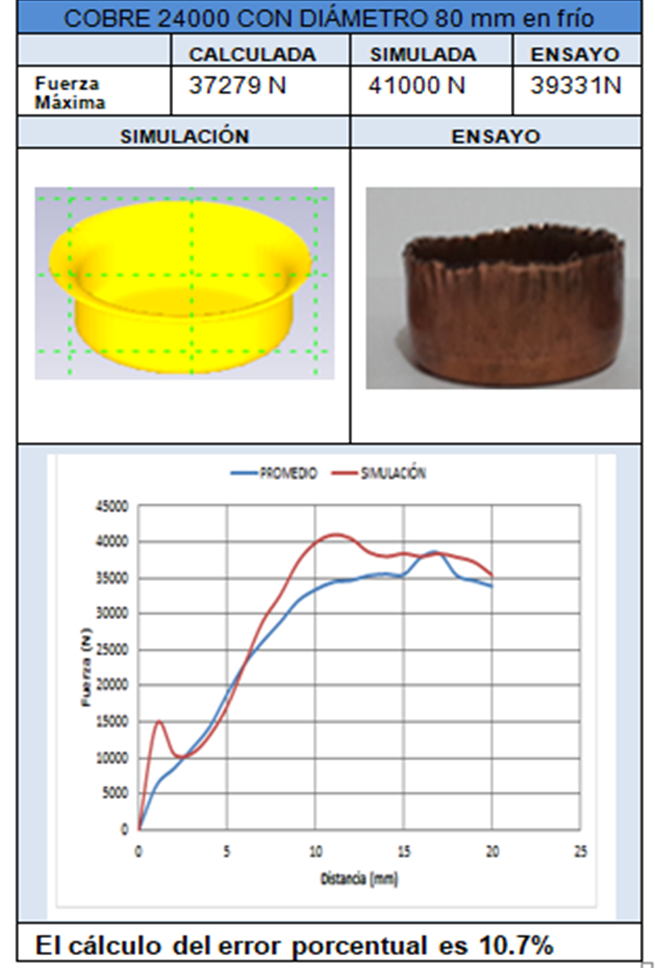 COBRE 24000 CON DIÁMETRO 80 mm en frío
CALCULADA SIMULADA ENSAYO
Fuerza Máxima 37279 N 41000 N 39331N
SIMULACIÓN ENSAYO
PROMEDIO SIMULACIÓN
45000
40000
35000
30000
25000
20000
15000
10000
5000
0
Fuerza (N)
0 5 10 15 20 25
Distancia (mm)
El cálculo del error porcentual es 10.7%